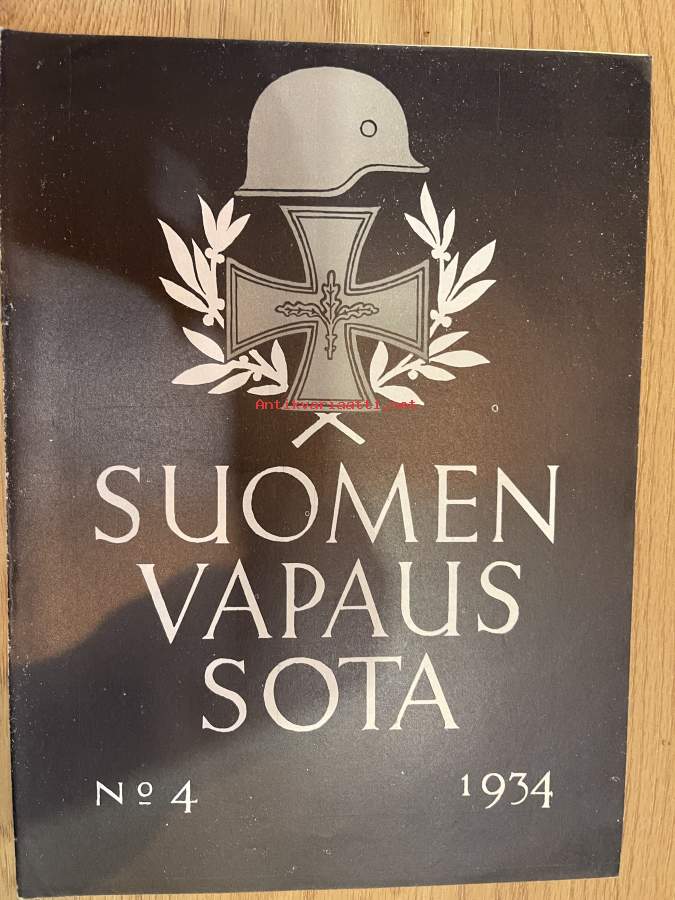 Antikvariaatti.net
SUOMEN
VAPAUS
SOTA
No 4 1934